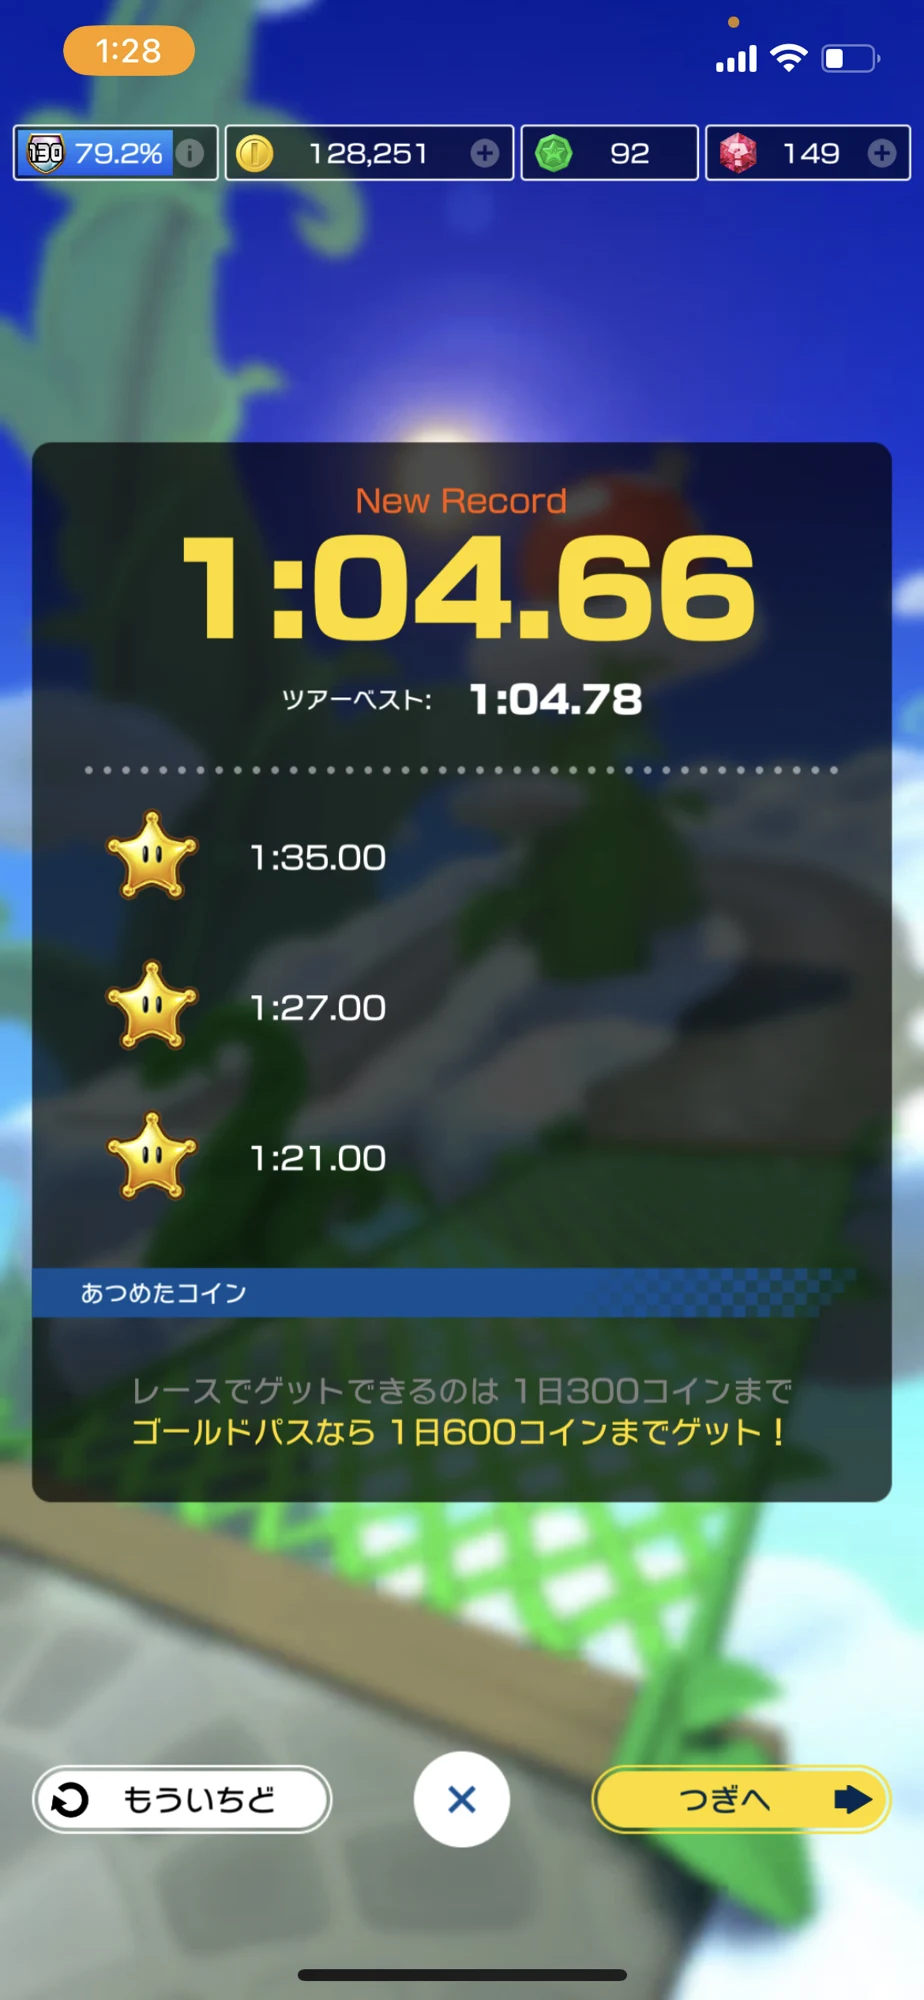 1:28
130 79.2% 128,251 92 149
New Record
1:04.66
ツアーベスト: 1:04.78
1:35.00
1:27.00
1:21.00
あつめたコイン
レースでゲットできるのは 1日300コインまで
ゴールドパスなら 1日600コインまでゲット！
もういちど
つぎへ